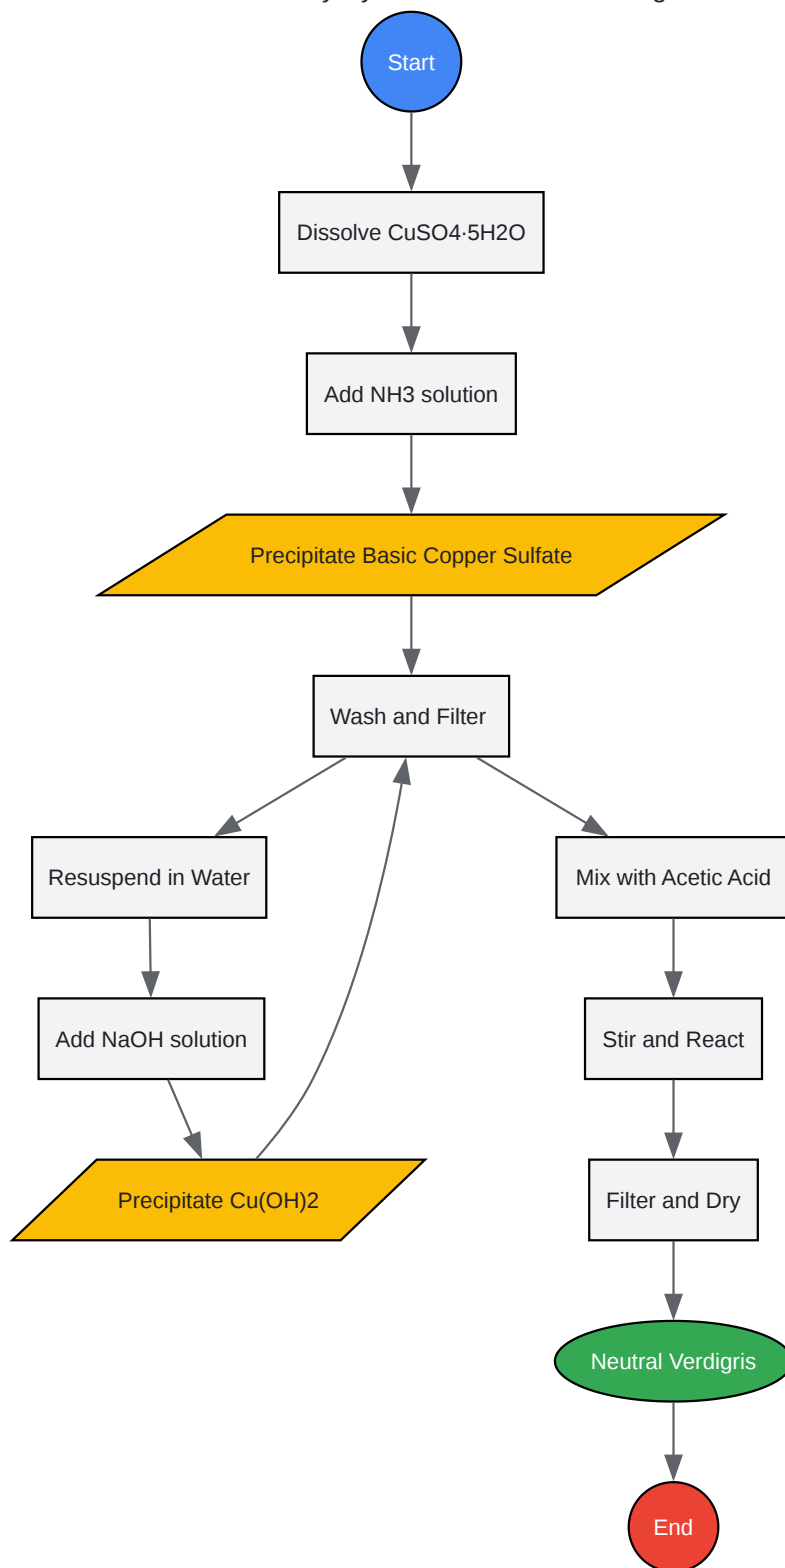 Start
Dissolve CuSO4·5H2O
Add NH3 solution
Precipitate Basic Copper Sulfate
Wash and Filter
Resuspend in Water
Mix with Acetic Acid
Add NaOH solution
Stir and React
Precipitate Cu(OH)2
Filter and Dry
Neutral Verdigris
End